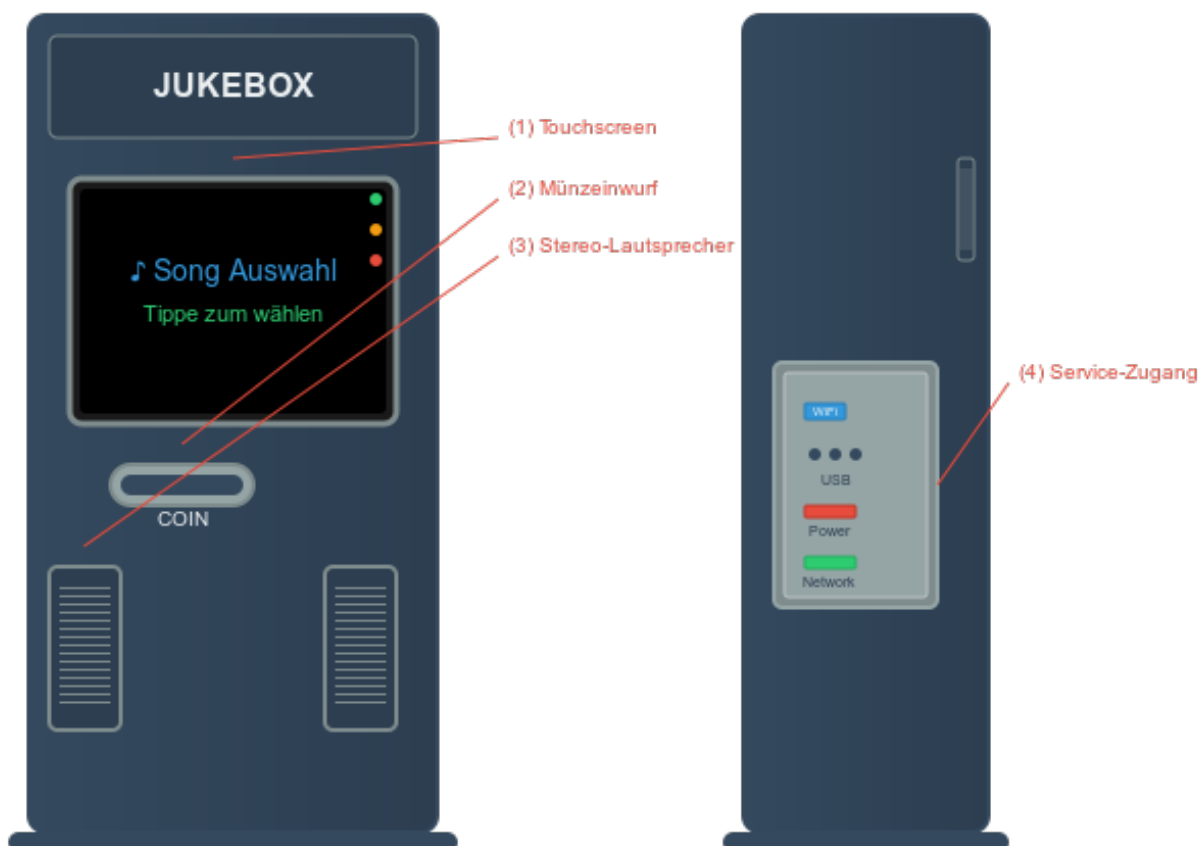 JUKEBOX
(1) Touchscreen
(2) Münzeinwurf
(3) Stereo-Lautsprecher
♪ Song Auswahl
Tippe zum wählen
COIN
(4) Service-Zugang
WiFi
USB
Power
Network